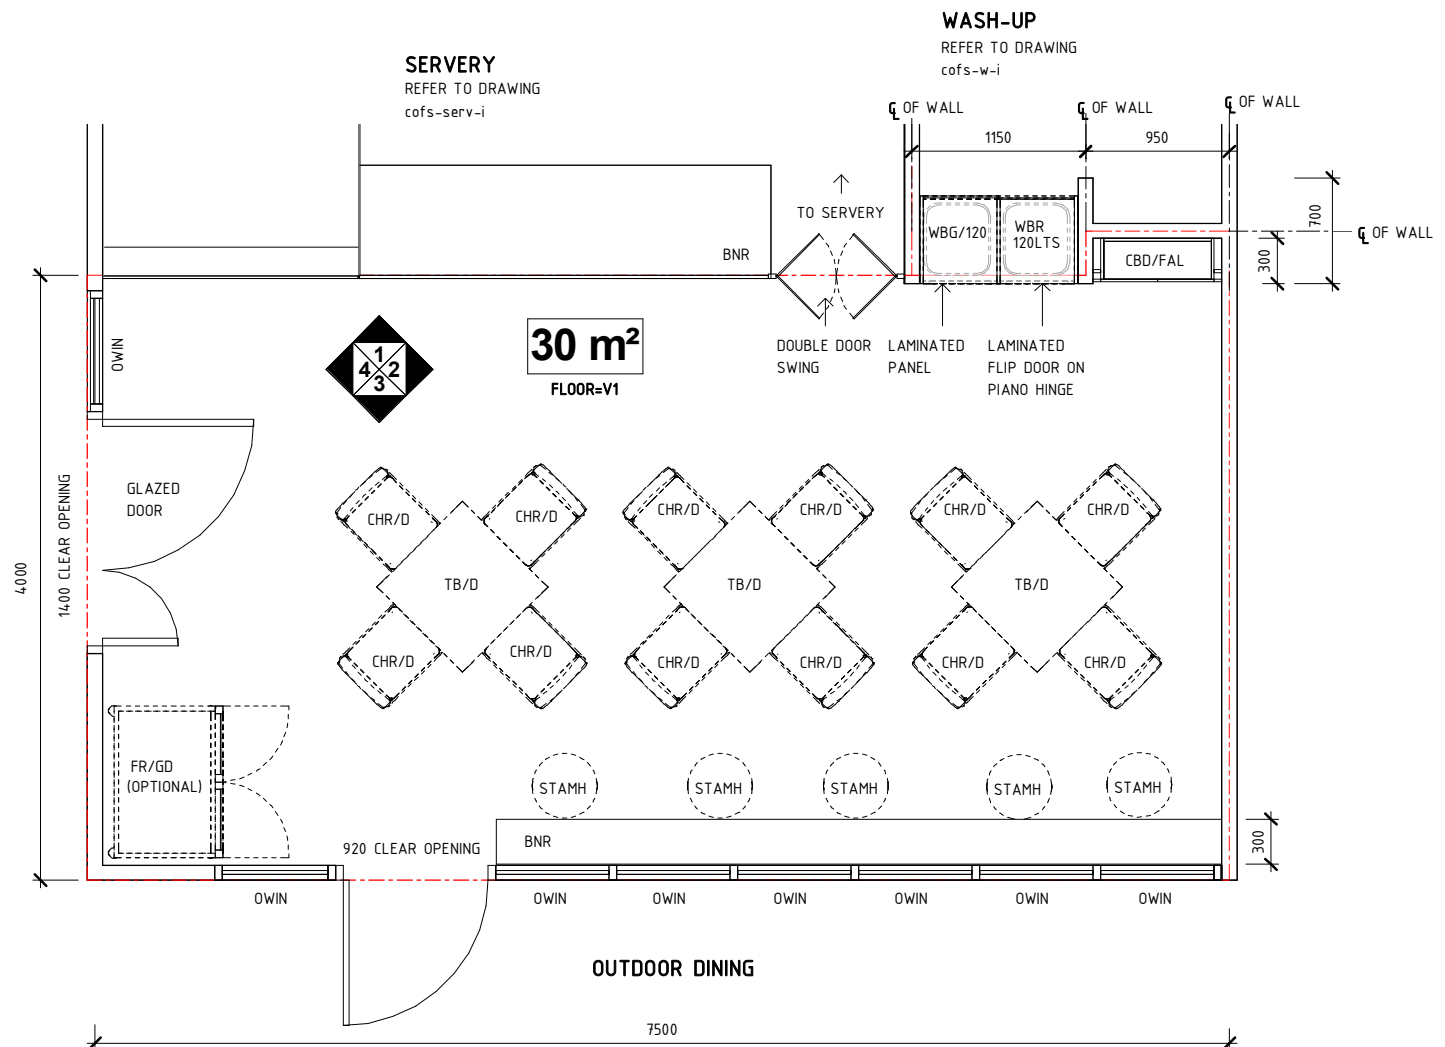 WASH-UP
REFER TO DRAWING
cofs-w-i
SERVERY
REFER TO DRAWING
cofs-serv-i
℄ OF WALL
℄ OF WALL
℄ OF WALL
1150
950
TO SERVERY
WBG/120
WBR
120LTS
700
℄ OF WALL
BNR
CBD/FAL
300
OWIN
1
4 2
3
30 m²
FLOOR=V1
DOUBLE DOOR
SWING
LAMINATED
PANEL
LAMINATED
FLIP DOOR ON
PIANO HINGE
GLAZED
DOOR
1400 CLEAR OPENING
4000
CHR/D
CHR/D
CHR/D
CHR/D
CHR/D
CHR/D
TB/D
TB/D
TB/D
CHR/D
CHR/D
CHR/D
CHR/D
CHR/D
CHR/D
FR/GD
(OPTIONAL)
STAMH
STAMH
STAMH
STAMH
STAMH
920 CLEAR OPENING
BNR
300
OWIN
OWIN
OWIN
OWIN
OWIN
OWIN
OWIN
OUTDOOR DINING
7500